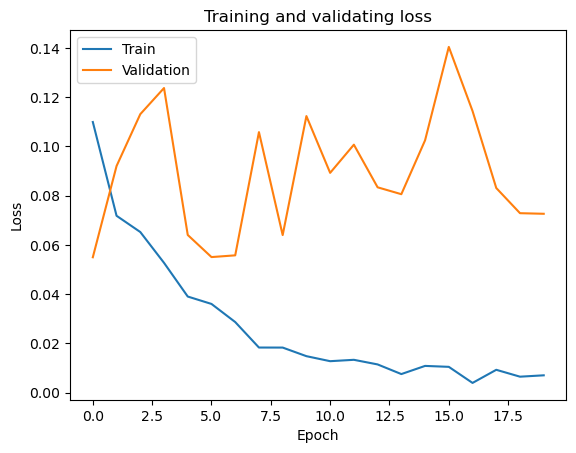 Training and validating loss
Train
Validation
0.14
0.12
0.10
0.08
0.06
0.04
0.02
0.00
Loss
0.0 2.5 5.0 7.5 10.0 12.5 15.0 17.5
Epoch